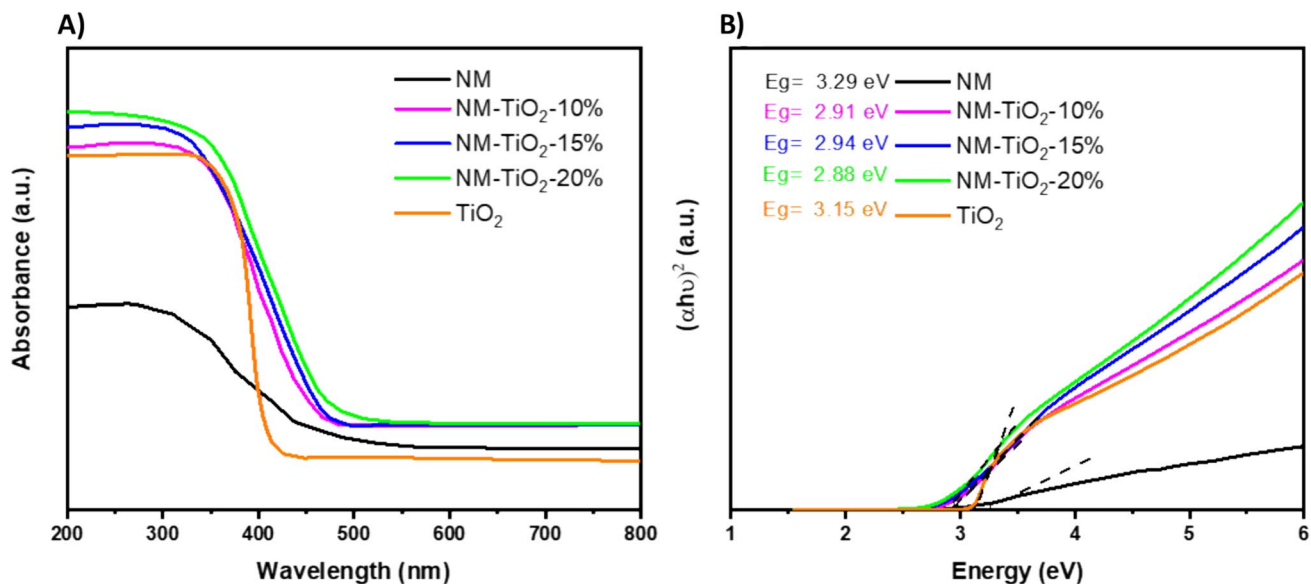 A)
Absorbance (a.u.)
NM
NM-TiO₂-10%
NM-TiO₂-15%
NM-TiO₂-20%
TiO₂
200 300 400 500 600 700 800
Wavelength (nm)
B)
(αhυ)² (a.u.)
Eg= 3.29 eV NM
Eg= 2.91 eV NM-TiO₂-10%
Eg= 2.94 eV NM-TiO₂-15%
Eg= 2.88 eV NM-TiO₂-20%
Eg= 3.15 eV TiO₂
1 2 3 4 5 6
Energy (eV)